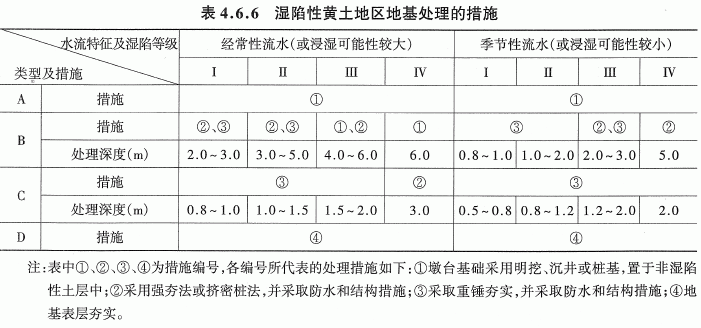 表 4.6.6 湿陷性黄土地区地基处理的措施
水流特征及湿陷等级 经常性流水(或浸湿可能性较大) 季节性流水(或浸湿可能性较小)
类型及措施 Ⅰ Ⅱ Ⅲ Ⅳ Ⅰ Ⅱ Ⅲ Ⅳ
A 措施 ① ①
B 措施 ②、③ ②、③ ①、② ① ③ ②、③ ②
处理深度(m) 2.0~3.0 3.0~5.0 4.0~6.0 6.0 0.8~1.0 1.0~2.0 2.0~3.0 5.0
C 措施 ③ ② ③
处理深度(m) 0.8~1.0 1.0~1.5 1.5~2.0 3.0 0.5~0.8 0.8~1.2 1.2~2.0 2.0
D 措施 ④ ④
注:表中①、②、③、④为措施编号,各编号所代表的处理措施如下:①墩台基础采用明挖、沉井或桩基,置于非湿陷
性土层中;②采用强夯法或挤密桩法,并采取防水和结构措施;③采取重锤夯实,并采取防水和结构措施;④地
基表层夯实。